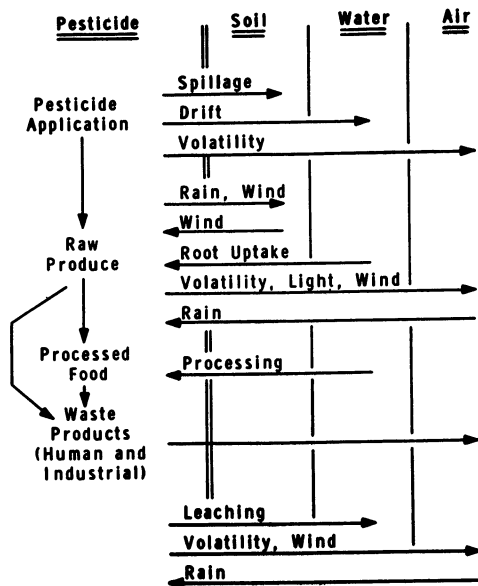 Pesticide Soil Water Air
Spillage
Pesticide
Application
Drift
Volatility
Rain, Wind
Wind
Raw
Produce
Root Uptake
Volatility, Light, Wind
Rain
Processed
Food
Processing
Waste
Products
(Human and
Industrial)
Leaching
Volatility, Wind
Rain